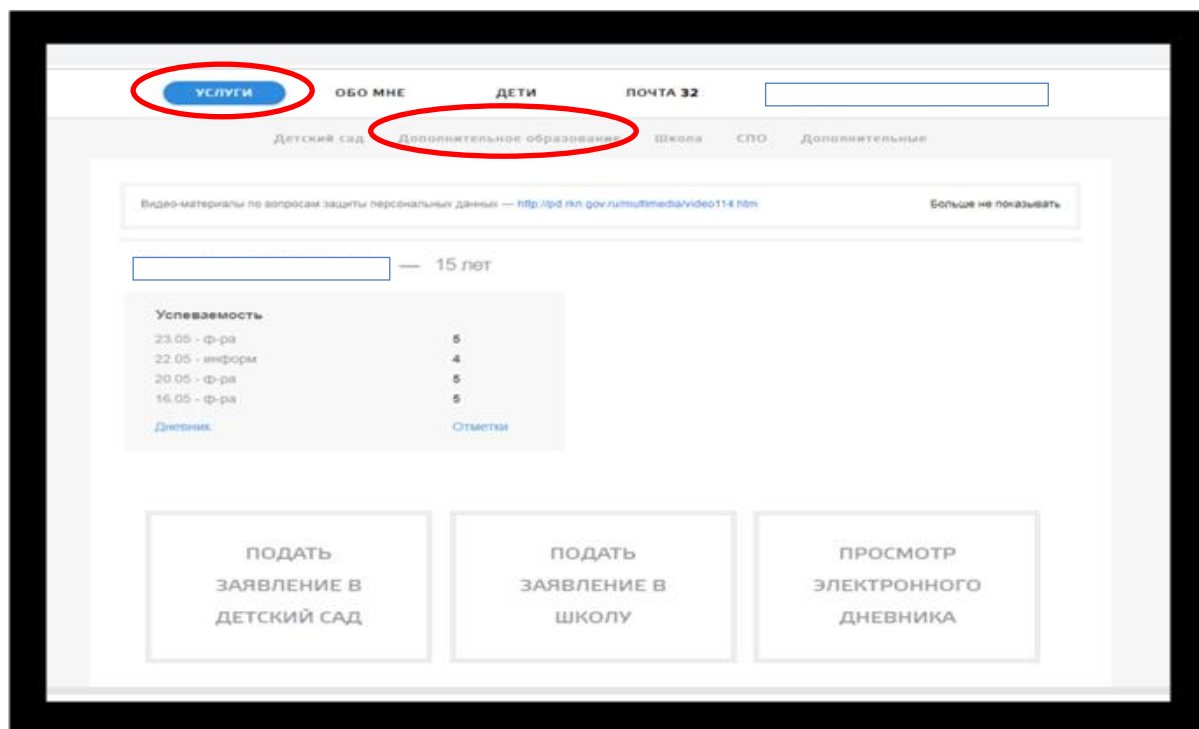 УСЛУГИ ОБО МНЕ ДЕТИ ПОЧТА 32
Детский сад Дополнительное образование Школа СПО Дополнительные
Видео-материалы по вопросам защиты персональных данных — http://pd.rkn.gov.ru/multimedia/video114.htm Больше не показывать
— 15 лет
Успеваемость
23.05 - ф-ра 5
22.05 - информ 4
20.05 - ф-ра 5
16.05 - ф-ра 5
Дневник Отметки
ПОДАТЬ
ЗАЯВЛЕНИЕ В
ДЕТСКИЙ САД
ПОДАТЬ
ЗАЯВЛЕНИЕ В
ШКОЛУ
ПРОСМОТР
ЭЛЕКТРОННОГО
ДНЕВНИКА